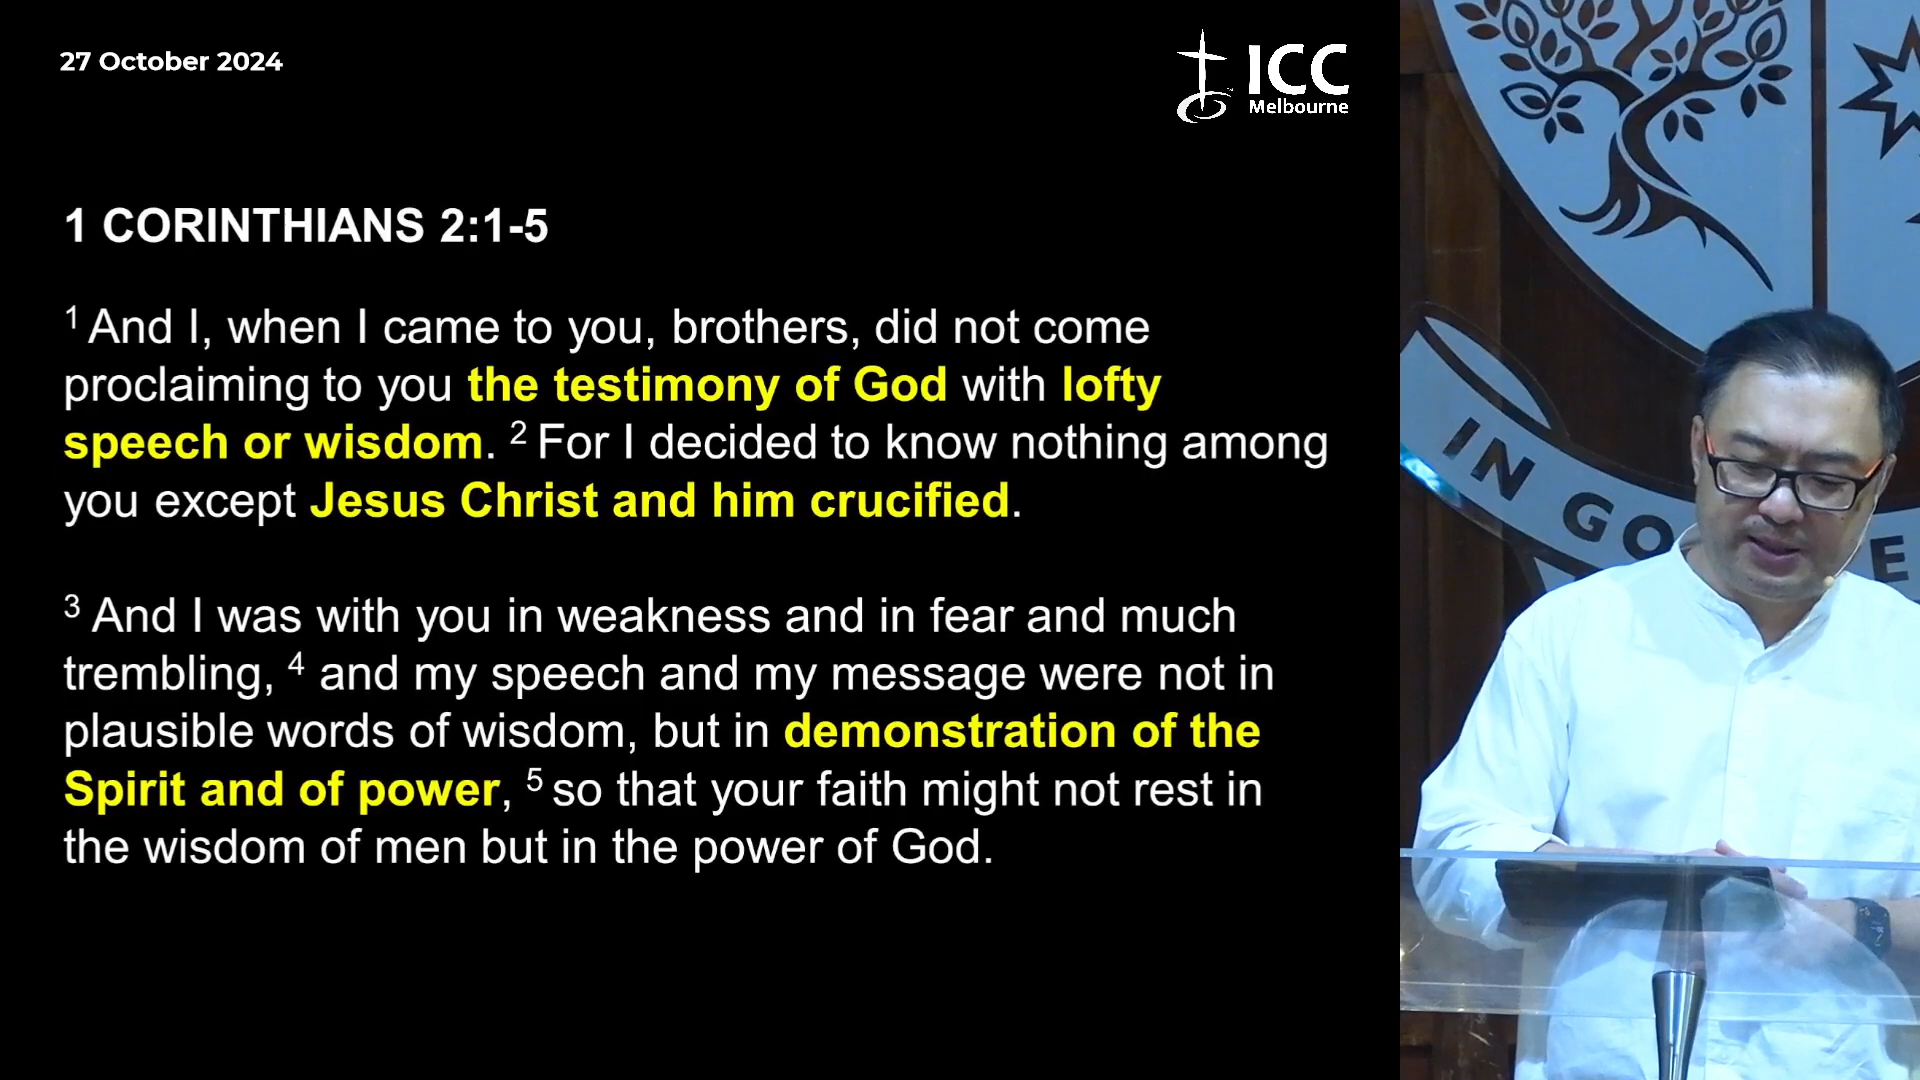 27 October 2024
ICC
Melbourne
1 CORINTHIANS 2:1-5
1 And I, when I came to you, brothers, did not come
proclaiming to you the testimony of God with lofty
speech or wisdom. 2 For I decided to know nothing among
you except Jesus Christ and him crucified.
3 And I was with you in weakness and in fear and much
trembling, 4 and my speech and my message were not in
plausible words of wisdom, but in demonstration of the
Spirit and of power, 5 so that your faith might not rest in
the wisdom of men but in the power of God.
IN GO